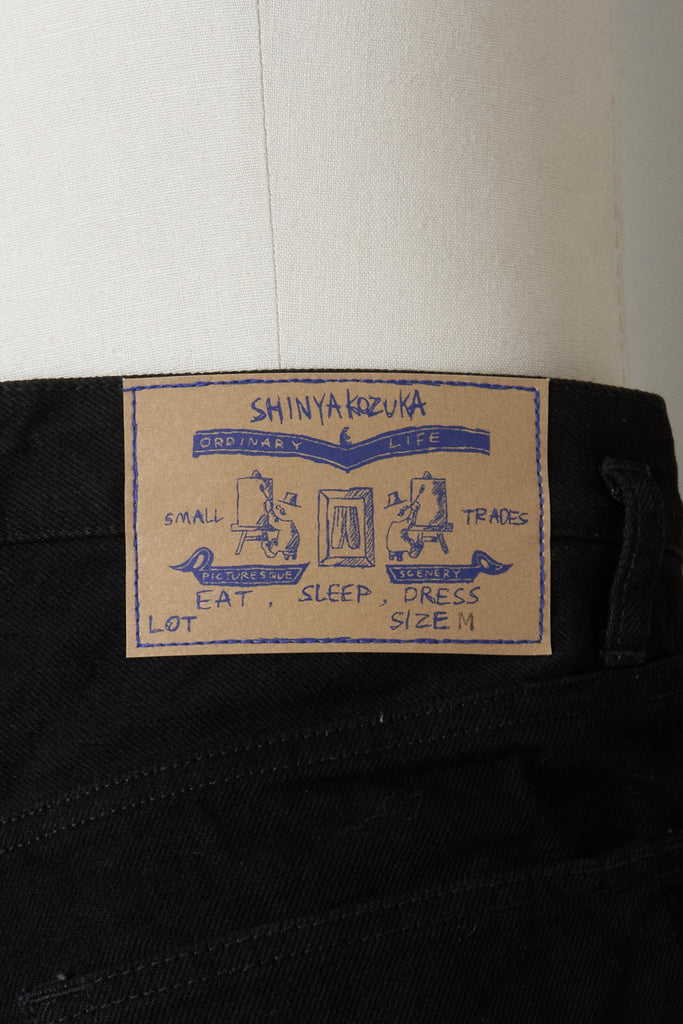 SHINYAKOZUKA
ORDINARY LIFE
SMALL TRADES
PICTURESQUE SCENERY
EAT, SLEEP, DRESS
LOT SIZE M